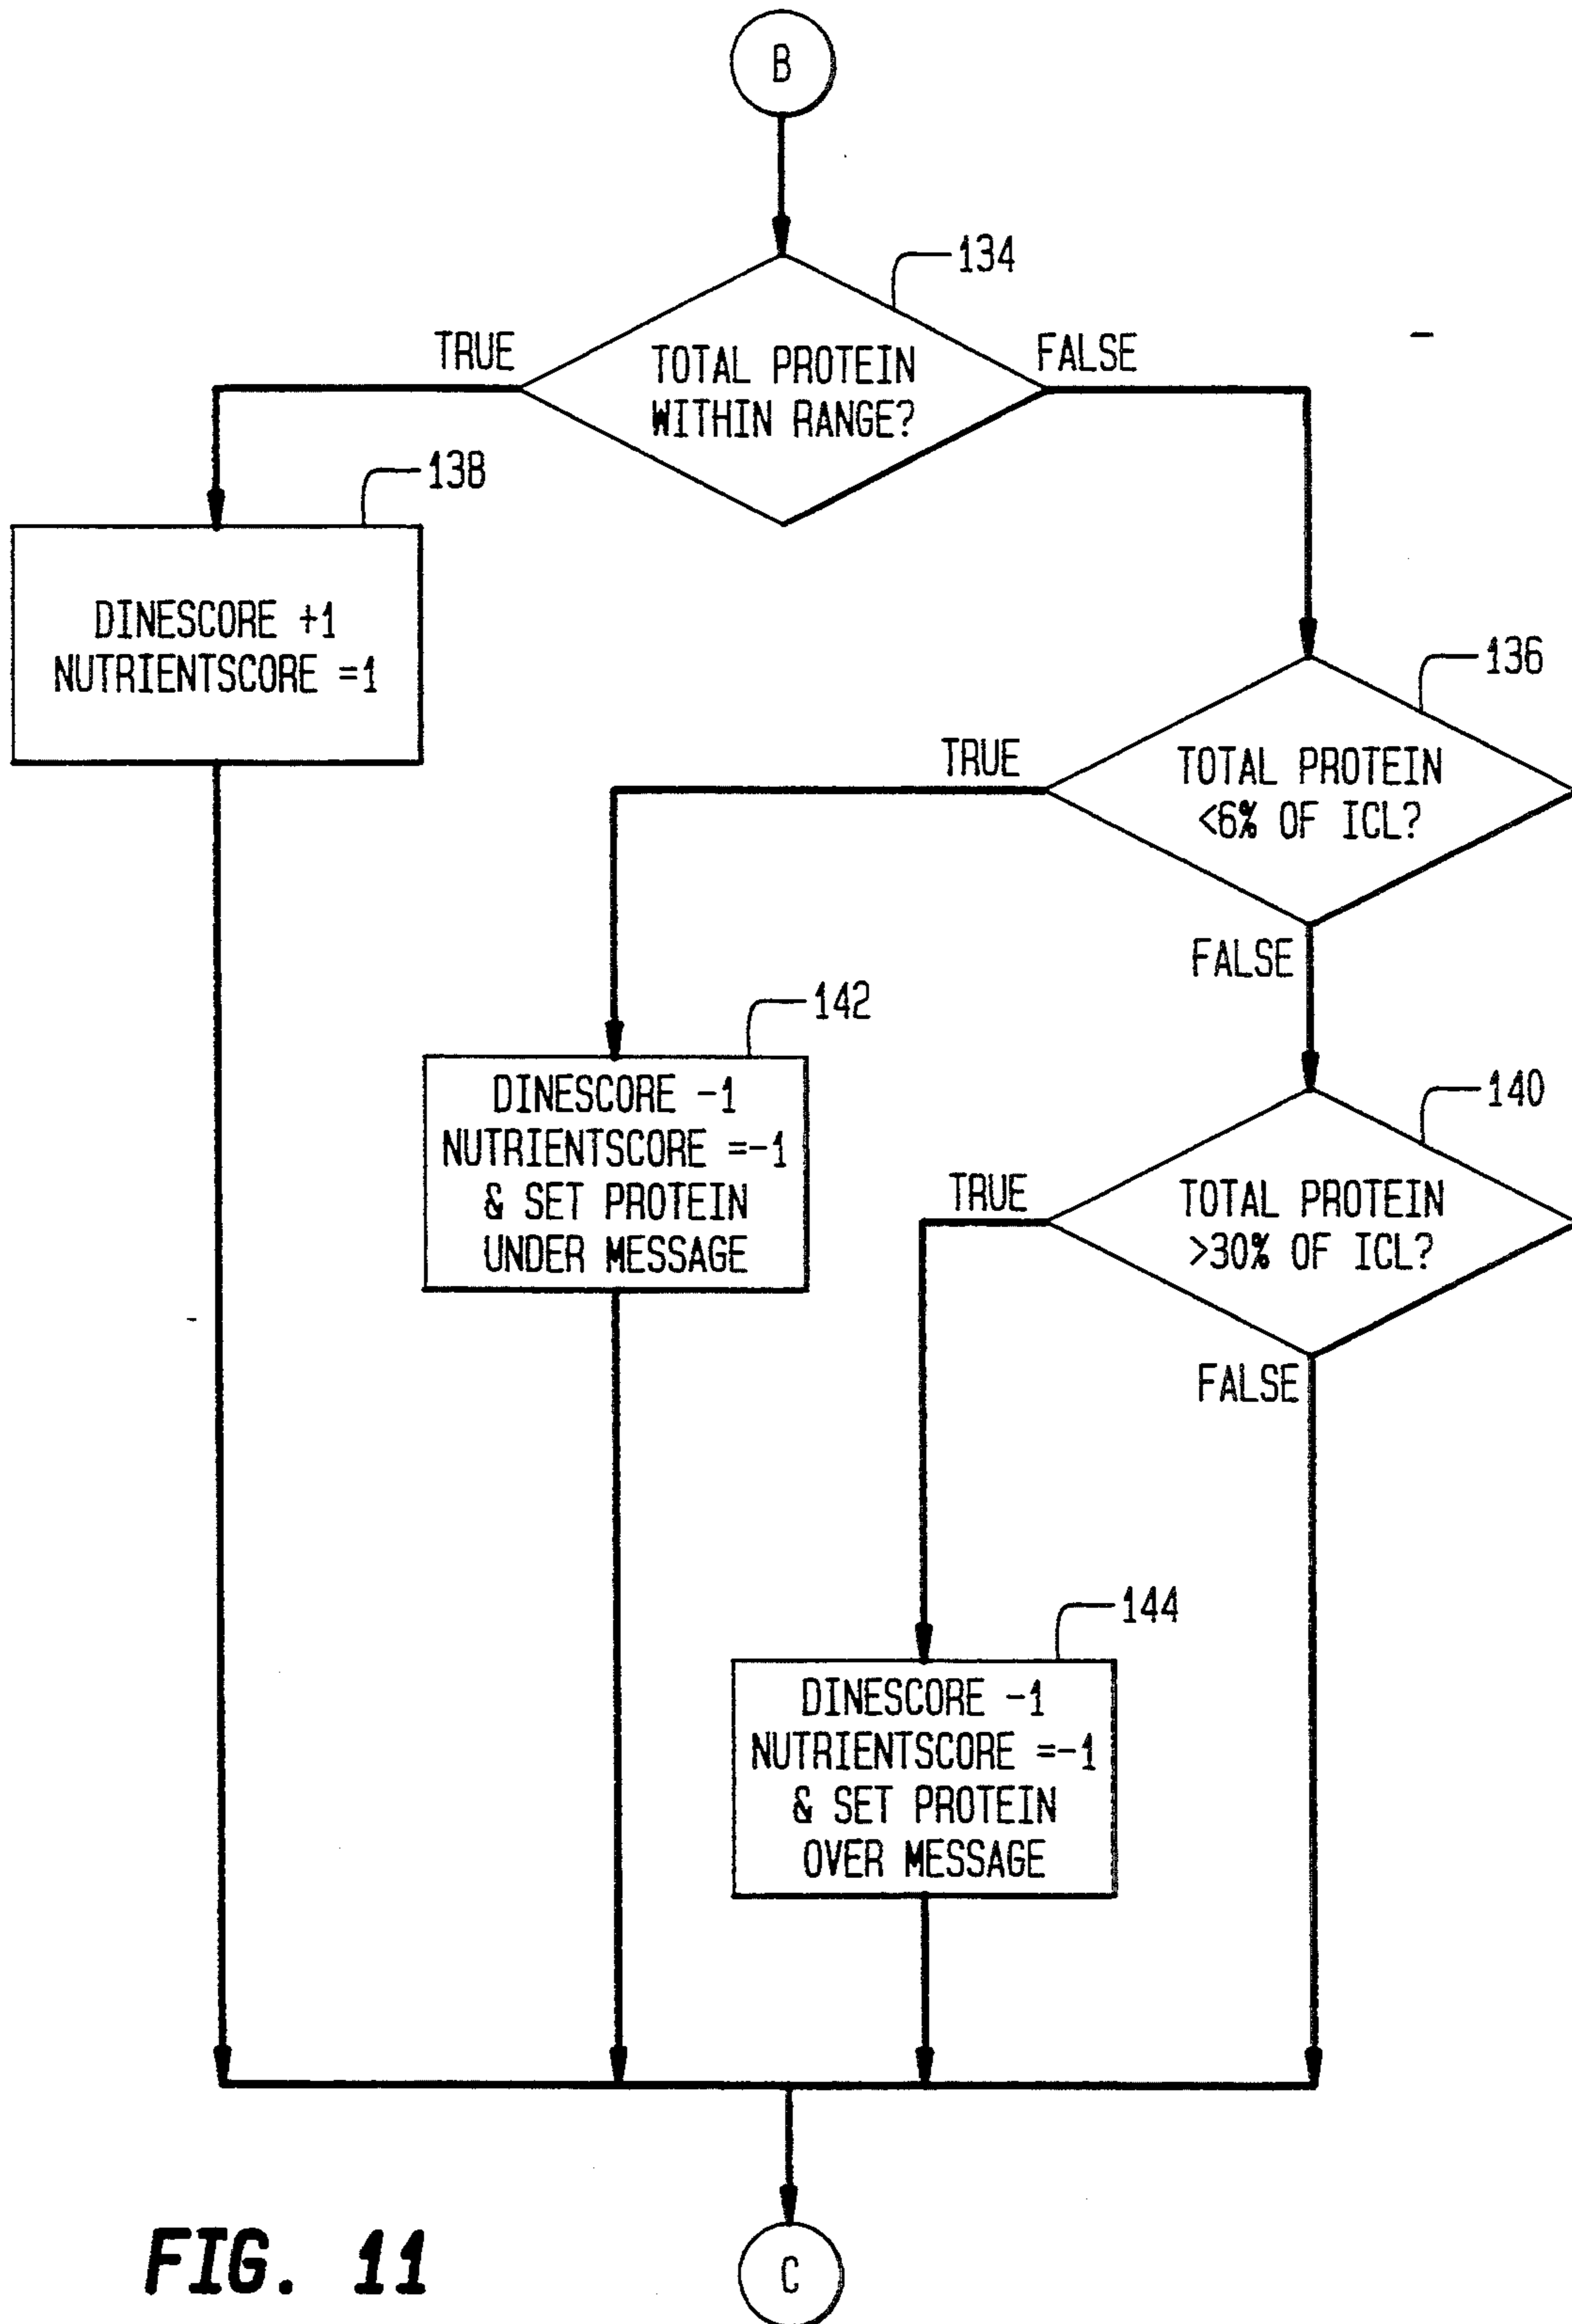 B
134
TRUE
FALSE
TOTAL PROTEIN
WITHIN RANGE?
138
DINESCORE +1
NUTRIENTSCORE =1
136
TRUE
TOTAL PROTEIN
<6% OF ICL?
FALSE
142
DINESCORE -1
NUTRIENTSCORE =-1
& SET PROTEIN
UNDER MESSAGE
140
TRUE
TOTAL PROTEIN
>30% OF ICL?
FALSE
144
DINESCORE -1
NUTRIENTSCORE =-1
& SET PROTEIN
OVER MESSAGE
C
FIG. 11